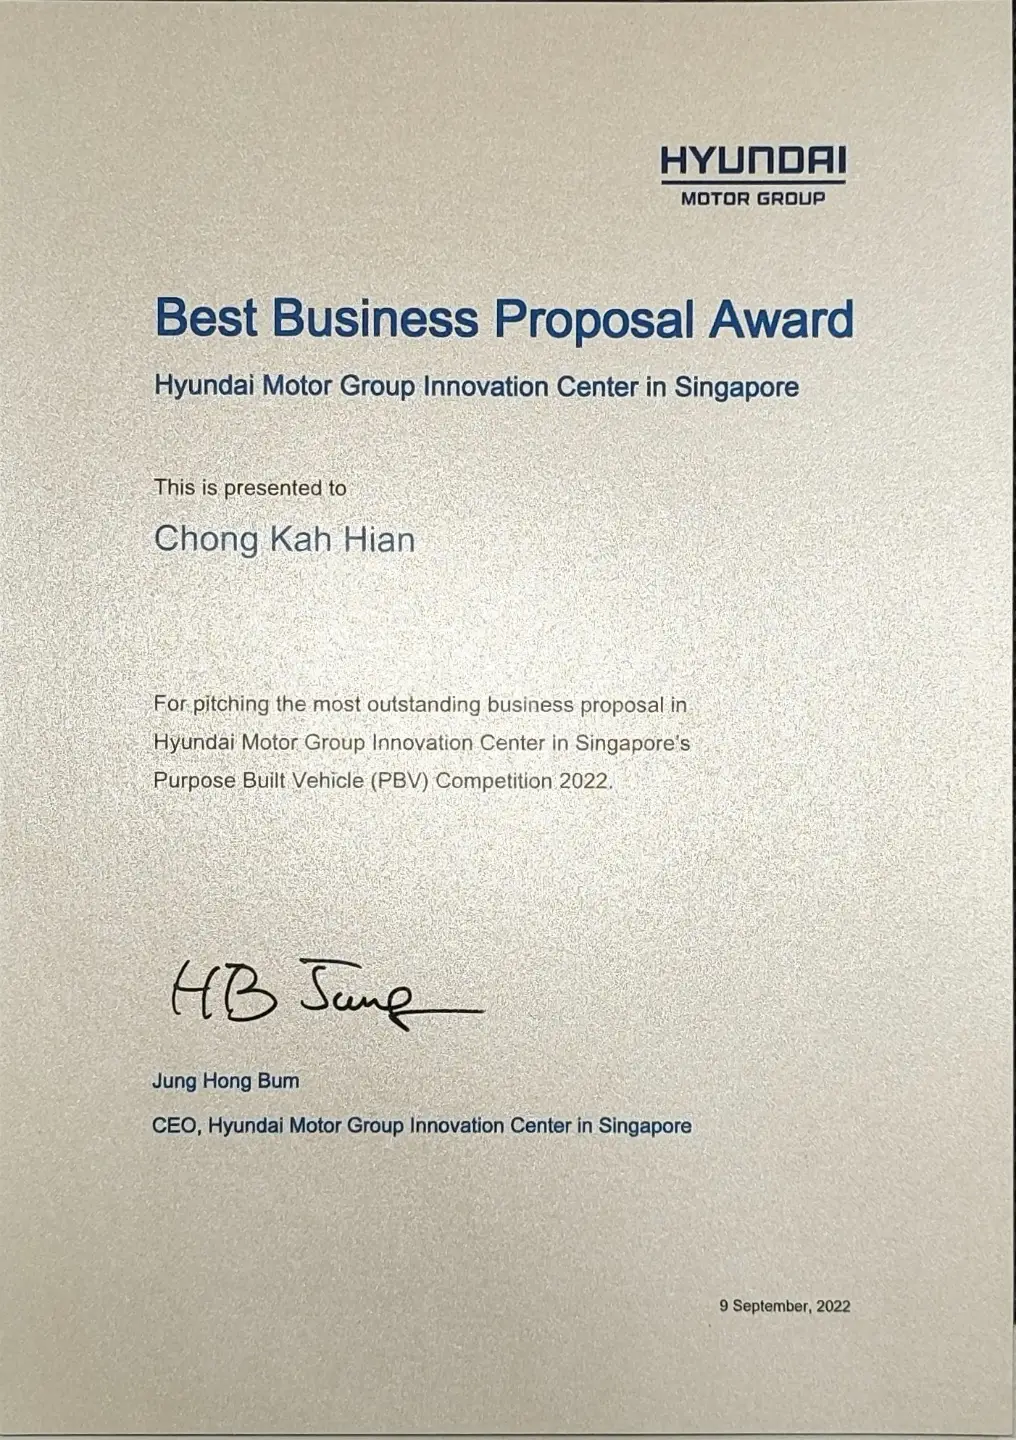 HYUNDAI
MOTOR GROUP
Best Business Proposal Award
Hyundai Motor Group Innovation Center in Singapore
This is presented to
Chong Kah Hian
For pitching the most outstanding business proposal in
Hyundai Motor Group Innovation Center in Singapore's
Purpose Built Vehicle (PBV) Competition 2022.
HB Jung
Jung Hong Bum
CEO, Hyundai Motor Group Innovation Center in Singapore
9 September, 2022